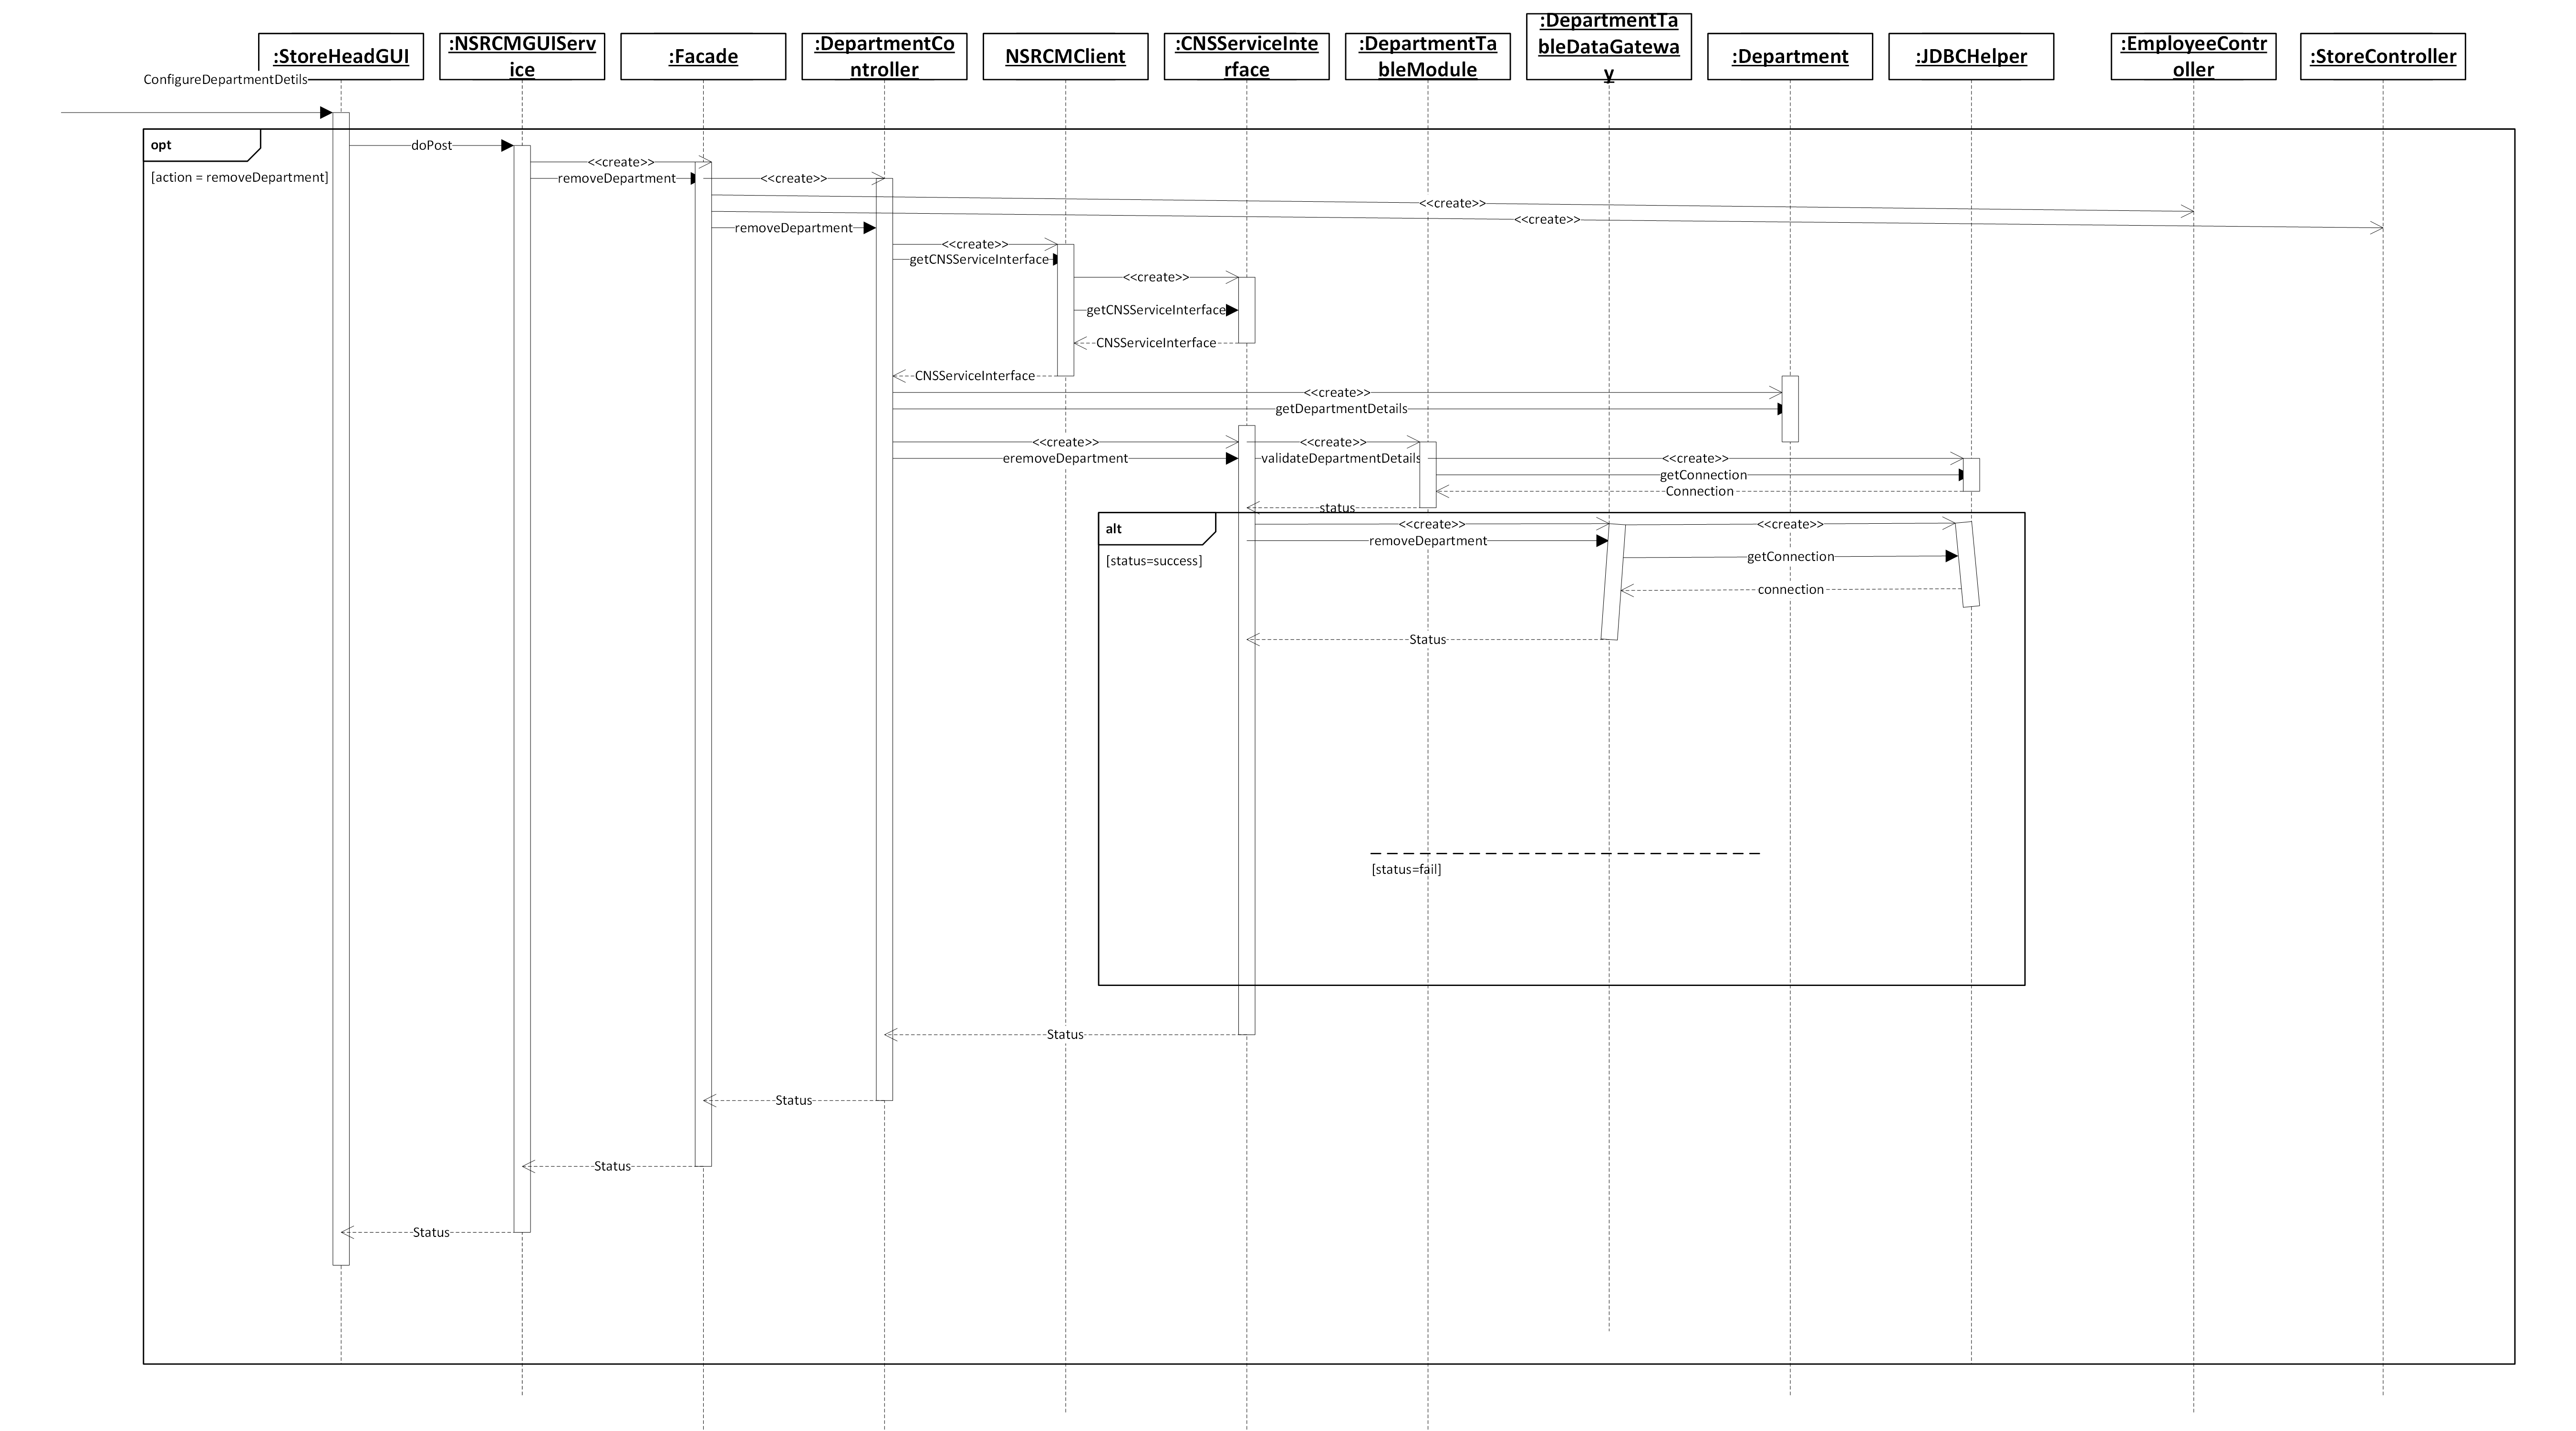 :StoreHeadGUI
:NSRCMGUIServ
ice
:Facade
:DepartmentCo
ntroller
NSRCMClient
:CNSServiceInte
rface
:DepartmentTa
bleModule
:DepartmentTa
bleDataGatewa
y
:Department
:JDBCHelper
:EmployeeContr
oller
:StoreController
ConfigureDepartmentDetils
opt
[action = removeDepartment]
doPost
<<create>>
removeDepartment
<<create>>
<<create>>
<<create>>
removeDepartment
<<create>>
getCNSServiceInterface
<<create>>
getCNSServiceInterface
CNSServiceInterface
CNSServiceInterface
<<create>>
getDepartmentDetails
<<create>>
<<create>>
eremoveDepartment
validateDepartmentDetails
<<create>>
getConnection
Connection
status
alt
[status=success]
<<create>>
<<create>>
removeDepartment
getConnection
connection
Status
[status=fail]
Status
Status
Status
Status